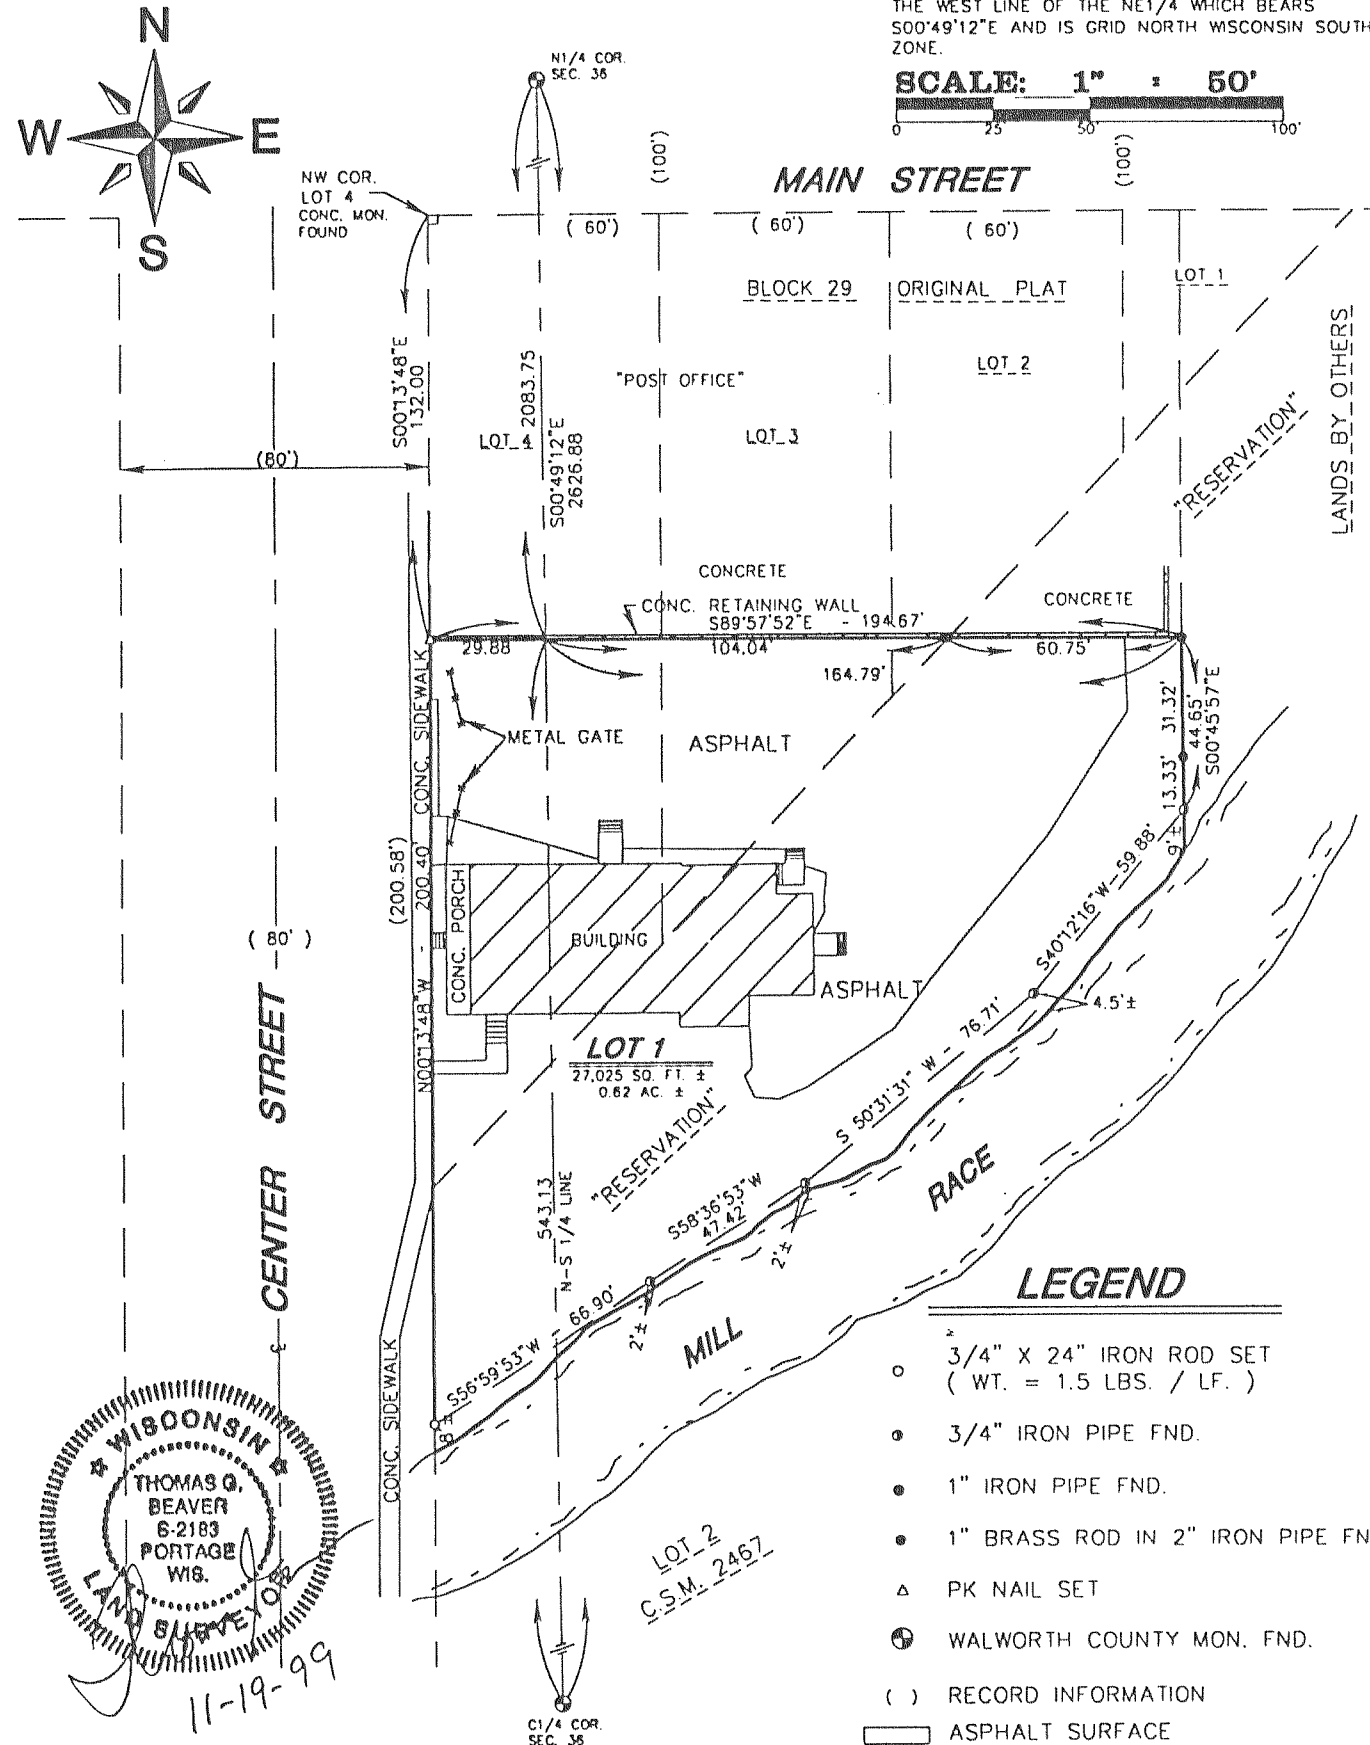 THE WEST LINE OF THE NE1/4 WHICH BEARS
S00°49'12"E AND IS GRID NORTH WISCONSIN SOUTH
ZONE.
SCALE: 1" = 50'
0 25 50 100'
N
W E
S
N1/4 COR.
SEC. 36
NW COR.
LOT 4
CONC. MON.
FOUND
(100')
MAIN STREET
(100')
( 60') ( 60') ( 60')
BLOCK 29 ORIGINAL PLAT
LOT 1
LOT 2
"POST OFFICE"
LOT 4
LOT 3
S00°13'48"E
132.00
2083.75
S00°49'12"E
2626.88
(80')
"RESERVATION"
LANDS BY OTHERS
CONCRETE
CONC. RETAINING WALL
CONCRETE
S89°57'52"E - 194.67'
29.88 104.04' 60.75'
164.79'
CONC. SIDEWALK
METAL GATE
ASPHALT
31.32'
44.65'
S00°45'57"E
13.33'
9'±
(200.58')
N00°13'48"W - 200.40'
CONC. PORCH
BUILDING
( 80' )
CENTER STREET
ASPHALT
S40°12'16"W-59.88'
4.5'±
LOT 1
27,025 SQ. FT. ±
0.62 AC. ±
S 50°31'31" W - 76.71'
"RESERVATION"
543.13
N-S 1/4 LINE
S58°36'53"W
47.42'
2'±
RACE
S56°59'53"W 66.90'
2'±
MILL
8'±
CONC. SIDEWALK
LOT 2
C.S.M. 2467
C1/4 COR.
SEC. 36
WISCONSIN
THOMAS G.
BEAVER
S-2183
PORTAGE
WIS.
LAND SURVEYOR
11-19-99
LEGEND
3/4" X 24" IRON ROD SET
( WT. = 1.5 LBS. / LF. )
3/4" IRON PIPE FND.
1" IRON PIPE FND.
1" BRASS ROD IN 2" IRON PIPE FN
PK NAIL SET
WALWORTH COUNTY MON. FND.
( ) RECORD INFORMATION
ASPHALT SURFACE